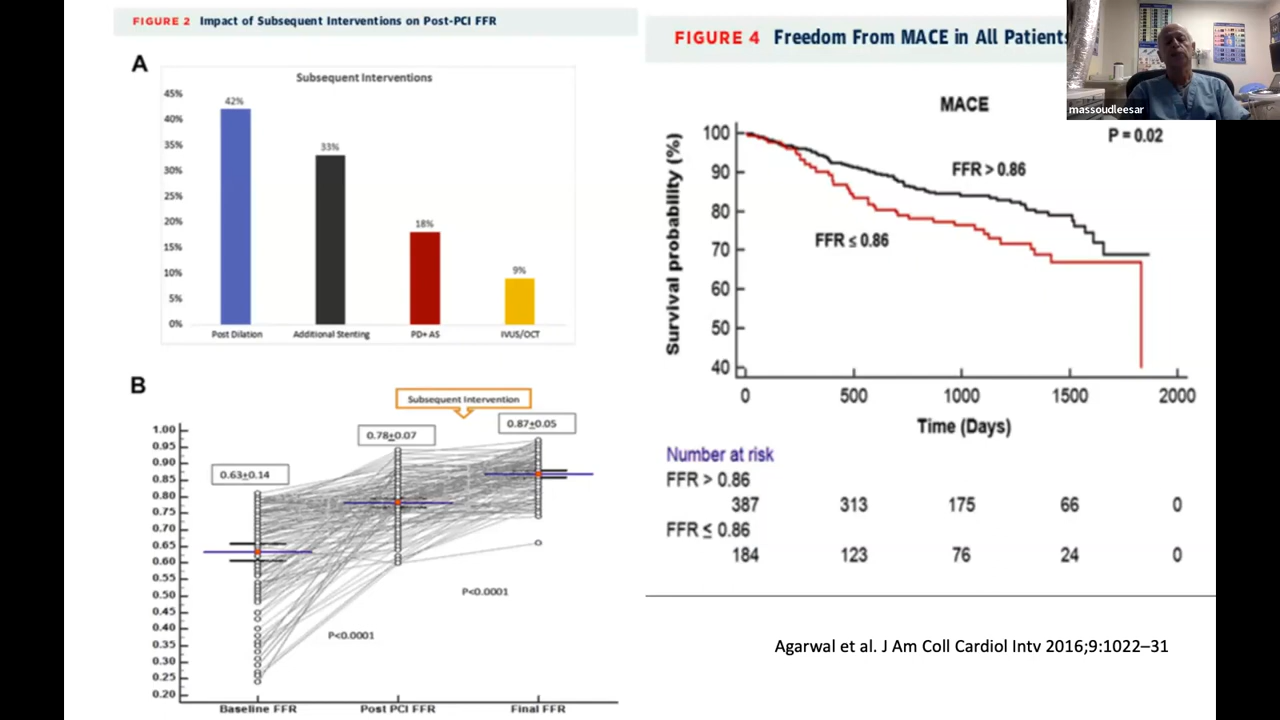 FIGURE 2 Impact of Subsequent Interventions on Post-PCI FFR
A
Subsequent Interventions
45%
40%
35%
30%
25%
20%
15%
10%
5%
0%
42%
33%
18%
9%
Post Dilation
Additional Stenting
PD+ AS
IVUS/OCT
B
Subsequent Intervention
0.63±0.14
0.78±0.07
0.87±0.05
1.00
0.95
0.90
0.85
0.80
0.75
0.70
0.65
0.60
0.55
0.50
0.45
0.40
0.35
0.30
0.25
0.20
P<0.0001
P<0.0001
Baseline FFR
Post PCI FFR
Final FFR
FIGURE 4 Freedom From MACE in All Patients
massoudleesar
MACE
P = 0.02
Survival probability (%)
100
90
80
70
60
50
40
FFR > 0.86
FFR ≤ 0.86
0 500 1000 1500 2000
Time (Days)
Number at risk
FFR > 0.86
387 313 175 66 0
FFR ≤ 0.86
184 123 76 24 0
Agarwal et al. J Am Coll Cardiol Intv 2016;9:1022–31